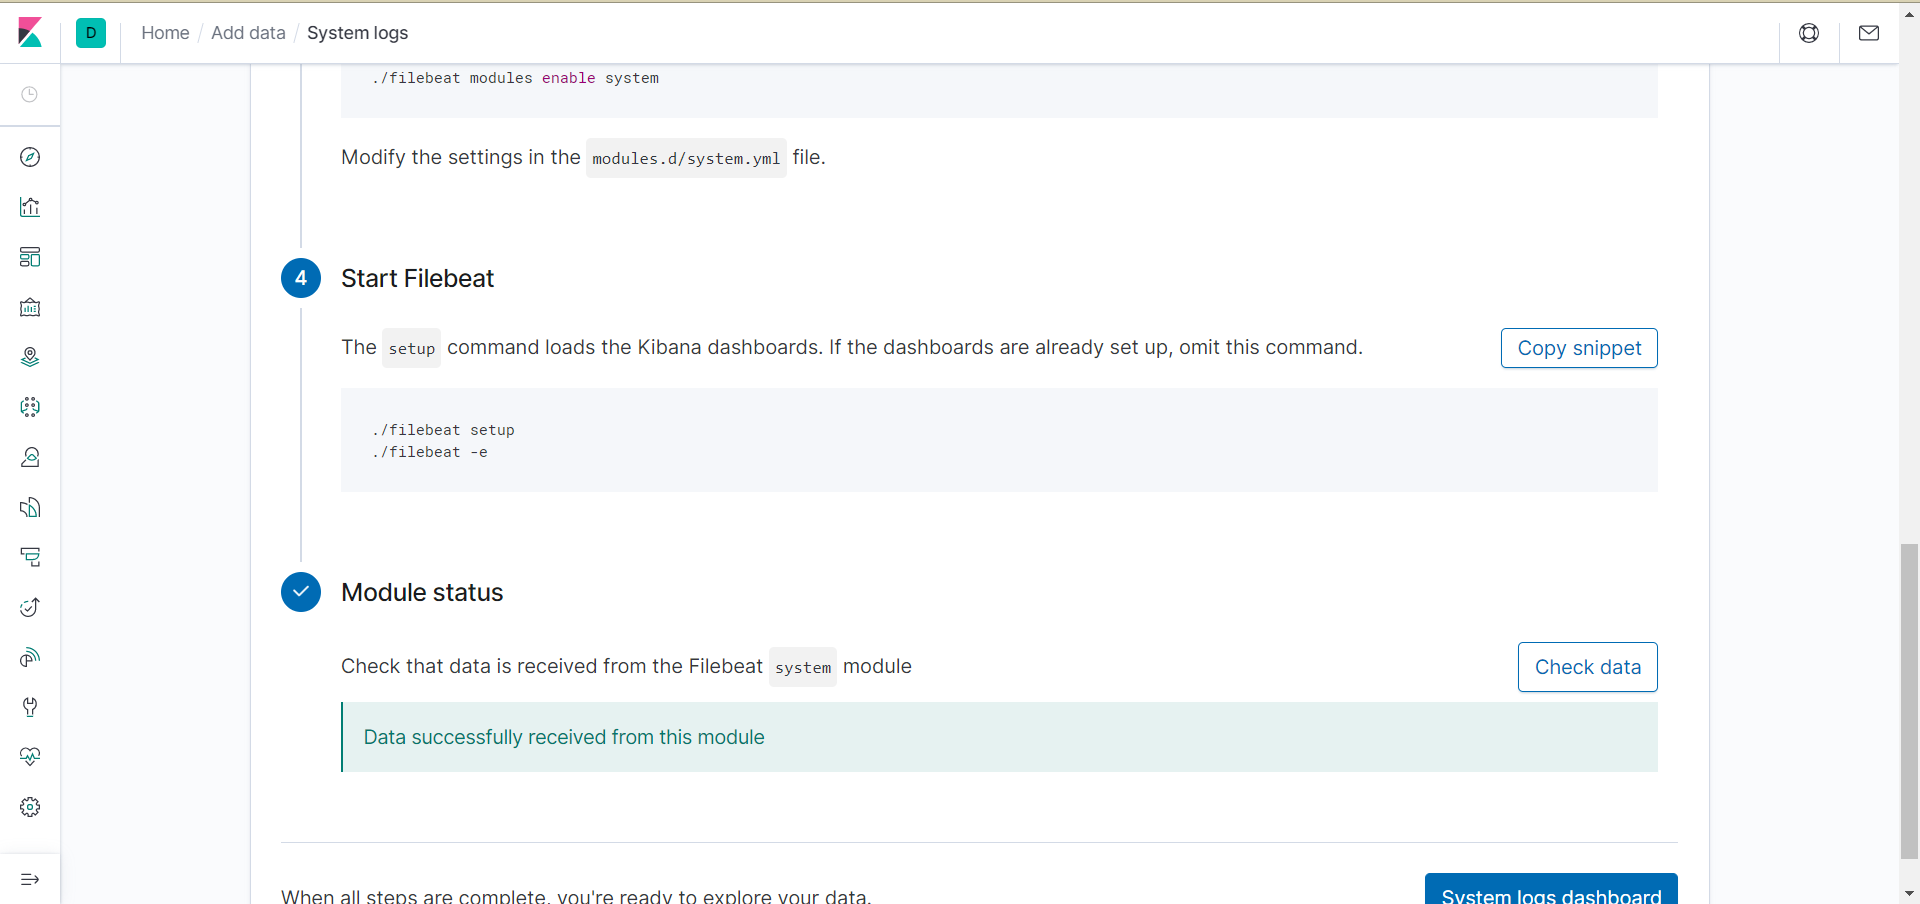 D
Home / Add data / System logs
./filebeat modules enable system
Modify the settings in the modules.d/system.yml file.
4 Start Filebeat
The setup command loads the Kibana dashboards. If the dashboards are already set up, omit this command.
Copy snippet
./filebeat setup
./filebeat -e
Module status
Check that data is received from the Filebeat system module
Check data
Data successfully received from this module
When all steps are complete, you're ready to explore your data.
System logs dashboard